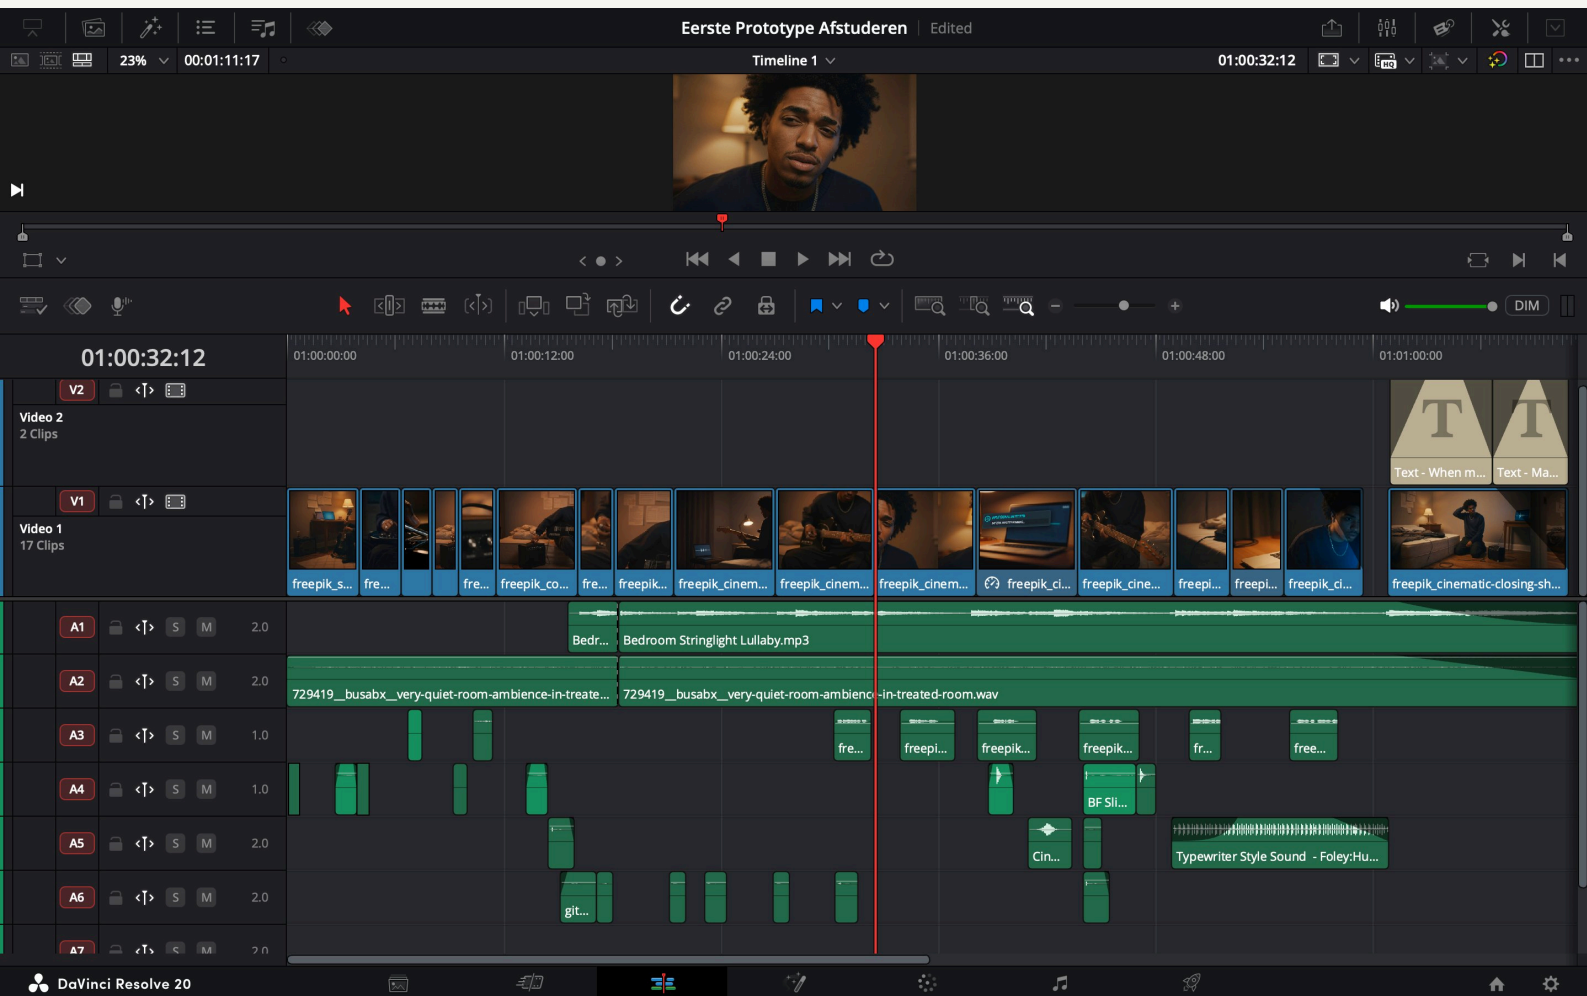 Eerste Prototype Afstuderen | Edited
23% 00:01:11:17
Timeline 1
01:00:32:12
HQ
DIM
01:00:32:12
01:00:00:00 01:00:12:00 01:00:24:00 01:00:36:00 01:00:48:00 01:01:00:00
V2
Video 2
2 Clips
T T
Text - When m... Text - Ma...
V1
Video 1
17 Clips
freepik_s... fre... fre... freepik_co... fre... freepik... freepik_cinem... freepik_cinem... freepik_cinem... freepik_ci... freepik_cine... freepi... freepi... freepik_ci... freepik_cinematic-closing-sh...
A1 S M 2.0
Bedr... Bedroom Stringlight Lullaby.mp3
A2 S M 2.0
729419__busabx__very-quiet-room-ambience-in-treate... 729419__busabx__very-quiet-room-ambience-in-treated-room.wav
A3 S M 1.0
fre... freepi... freepik... freepik... fr... free...
A4 S M 1.0
BF Sli...
A5 S M 2.0
Cin... Typewriter Style Sound - Foley:Hu...
A6 S M 2.0
git...
A7 S M 2.0
DaVinci Resolve 20